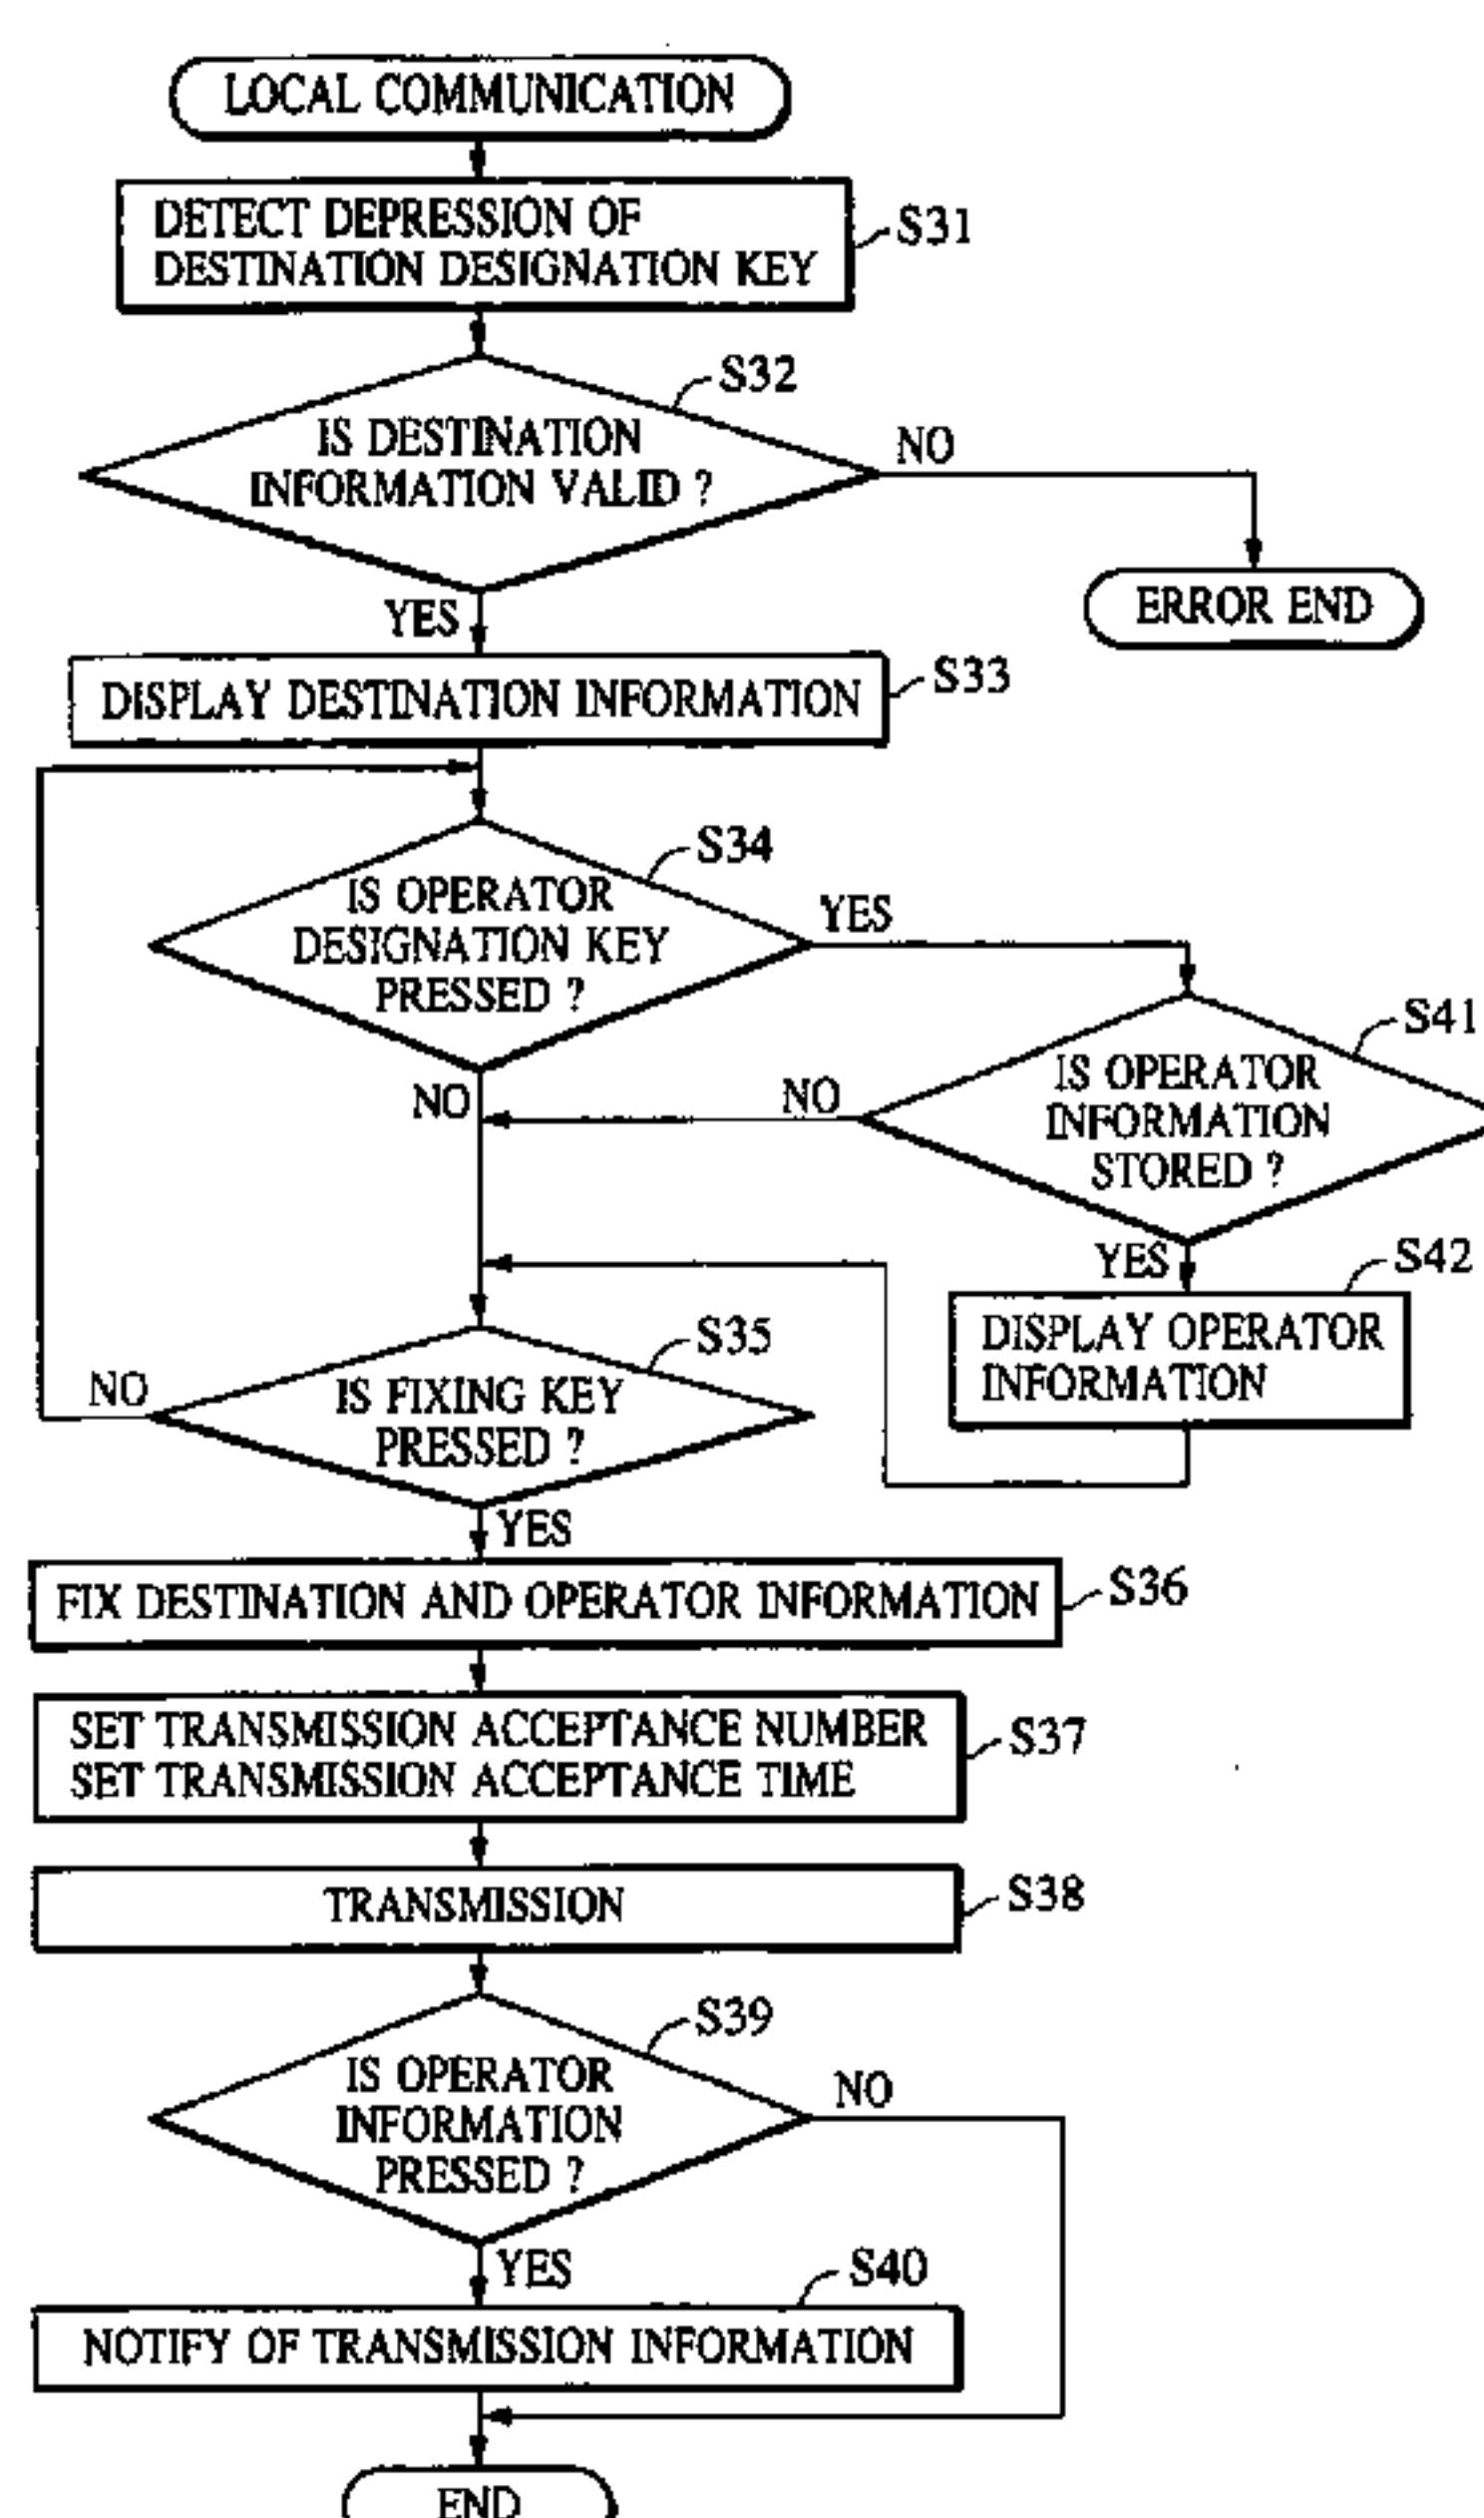 LOCAL COMMUNICATION
DETECT DEPRESSION OF
DESTINATION DESIGNATION KEY
S31
S32
IS DESTINATION
INFORMATION VALID ?
NO
YES
ERROR END
DISPLAY DESTINATION INFORMATION
S33
S34
IS OPERATOR
DESIGNATION KEY
PRESSED ?
YES
NO
S41
IS OPERATOR
INFORMATION
STORED ?
NO
YES
S42
DISPLAY OPERATOR
INFORMATION
S35
IS FIXING KEY
PRESSED ?
NO
YES
FIX DESTINATION AND OPERATOR INFORMATION
S36
SET TRANSMISSION ACCEPTANCE NUMBER
SET TRANSMISSION ACCEPTANCE TIME
S37
TRANSMISSION
S38
S39
IS OPERATOR
INFORMATION
PRESSED ?
NO
YES
S40
NOTIFY OF TRANSMISSION INFORMATION
END